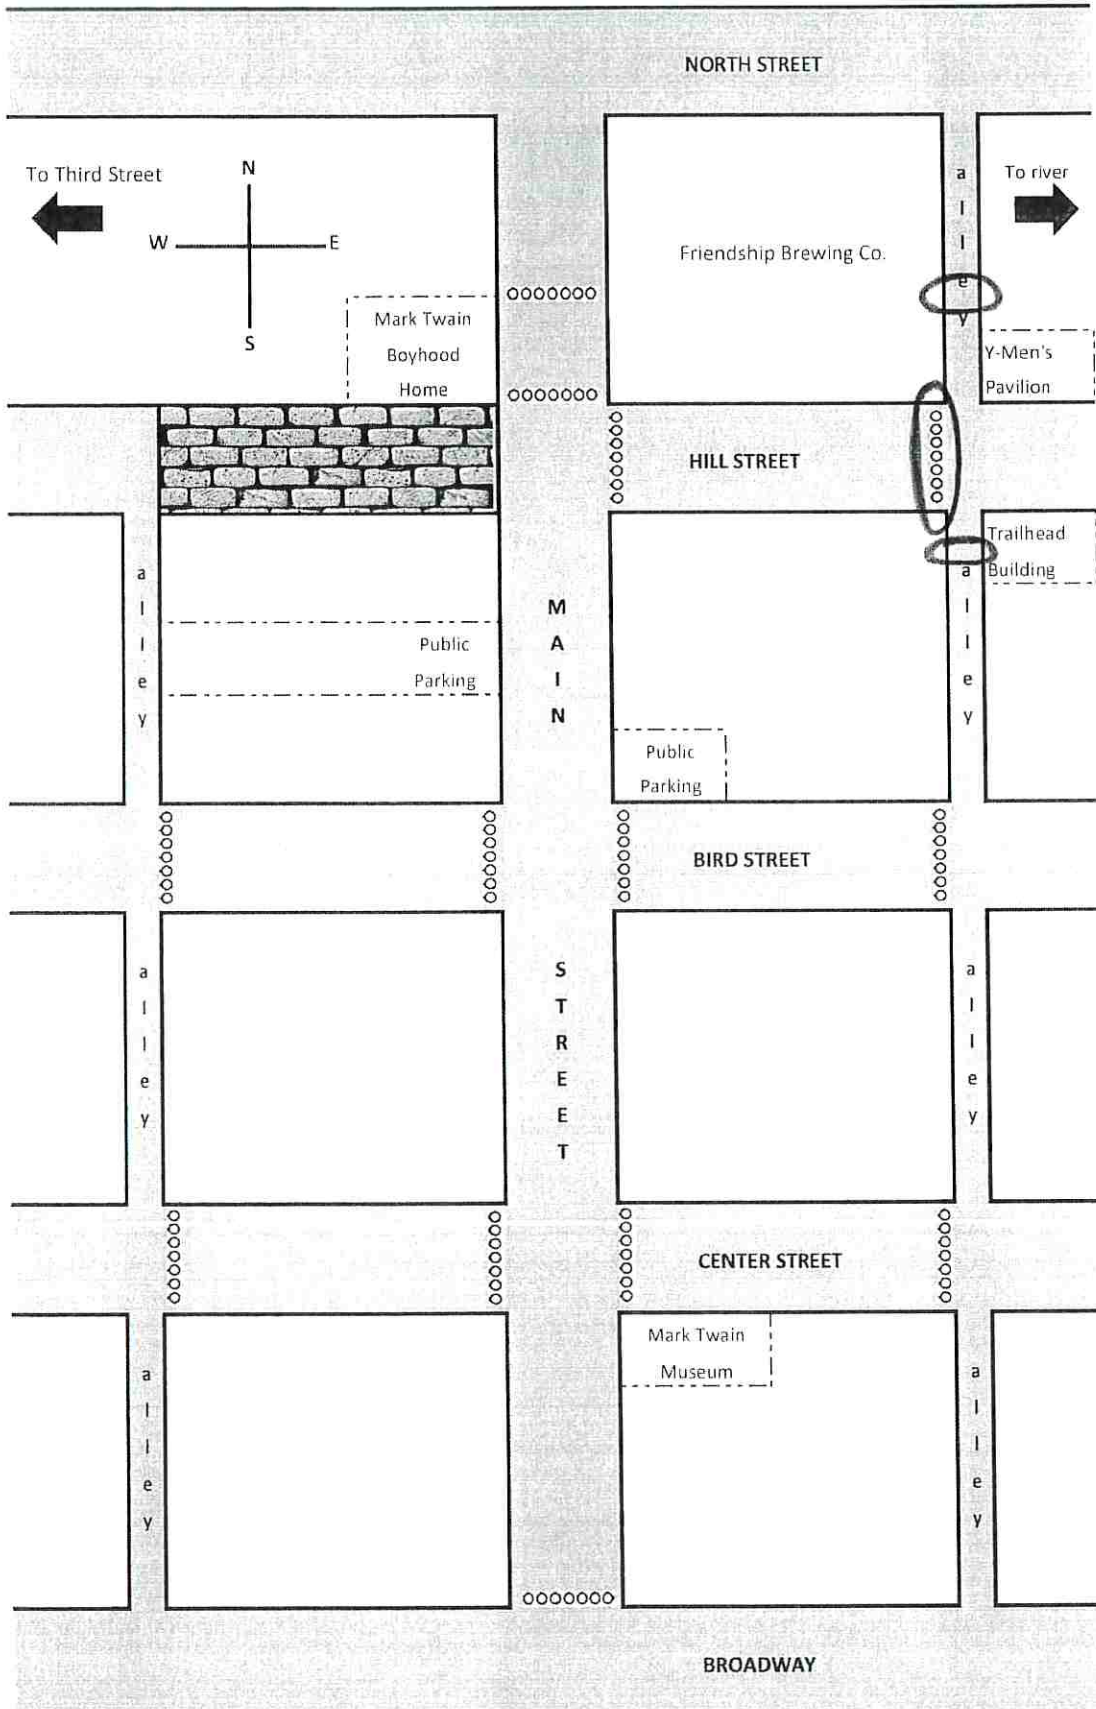 NORTH STREET
To Third Street
N
W E
S
a
l
l
e
y
To river
Friendship Brewing Co.
Mark Twain
Boyhood
Home
Y-Men's
Pavilion
HILL STREET
Trailhead
Building
a
l
l
e
y
M
A
I
N
a
l
l
e
y
Public
Parking
Public
Parking
BIRD STREET
a
l
l
e
y
S
T
R
E
E
T
a
l
l
e
y
CENTER STREET
Mark Twain
Museum
a
l
l
e
y
a
l
l
e
y
BROADWAY